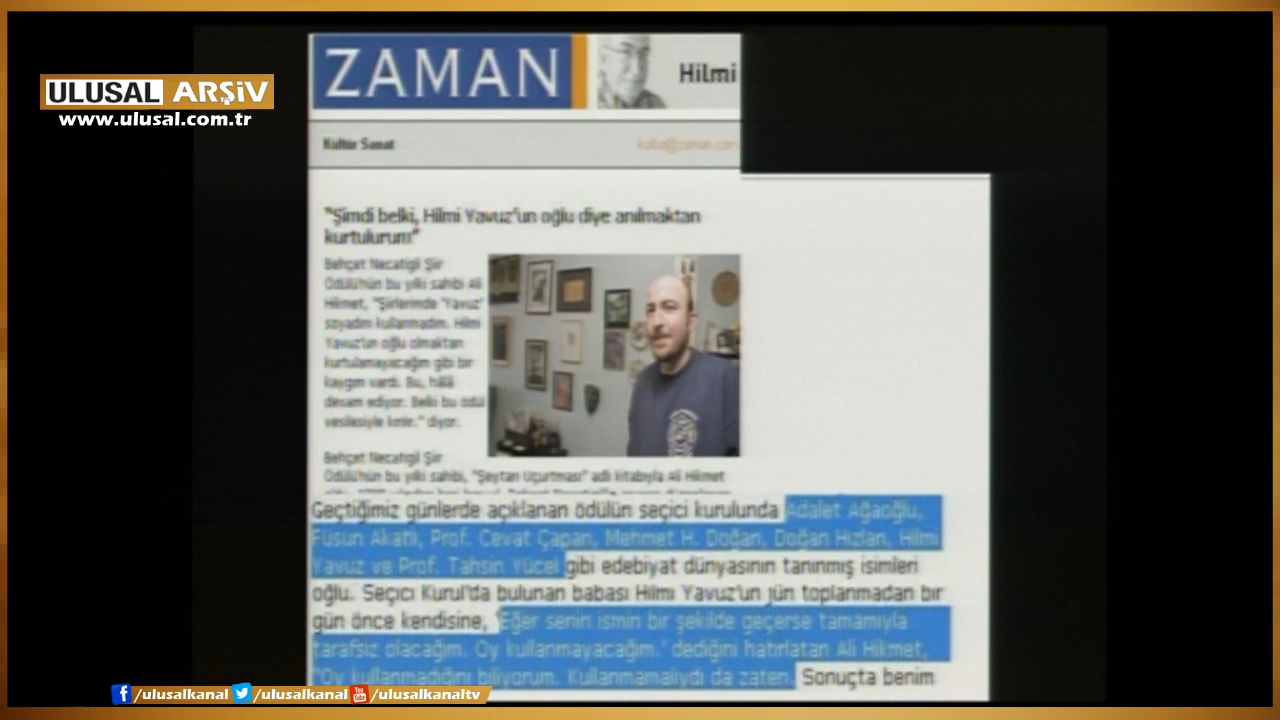 ZAMAN
Hilmi
ULUSAL ARŞiV
www.ulusal.com.tr
Kültür Sanat
kultur@zaman.com
"Şimdi belki, Hilmi Yavuz'un oğlu diye anılmaktan
kurtulurum"
Behçet Necatigil Şiir
Ödülü'nün bu yılki sahibi Ali
Hikmet, "Şiirlerimde 'Yavuz'
soyadını kullanmadım. Hilmi
Yavuz'un oğlu olmaktan
kurtulamayacağım gibi bir
kaygım vardı. Bu, hâlâ
devam ediyor. Belki bu ödül
vesilesiyle kırılır." diyor.
Behçet Necatigil Şiir
Ödülü'nün bu yılki sahibi, "Şeytan Uçurtması" adlı kitabıyla Ali Hikmet
Geçtiğimiz günlerde açıklanan ödülün seçici kurulunda Adalet Ağaoğlu,
Füsun Akatlı, Prof. Cevat Çapan, Mehmet H. Doğan, Doğan Hızlan, Hilmi
Yavuz ve Prof. Tahsin Yücel gibi edebiyat dünyasının tanınmış isimleri
oğlu. Seçici Kurul'da bulunan babası Hilmi Yavuz'un jüri toplanmadan bir
gün önce kendisine, 'Eğer senin ismin bir şekilde geçerse tamamıyla
tarafsız olacağım. Oy kullanmayacağım.' dediğini hatırlatan Ali Hikmet,
"Oy kullanmadığını biliyorum. Kullanmamalıydı da zaten. Sonuçta benim
/ulusalkanal /ulusalkanal /ulusalkanaltv